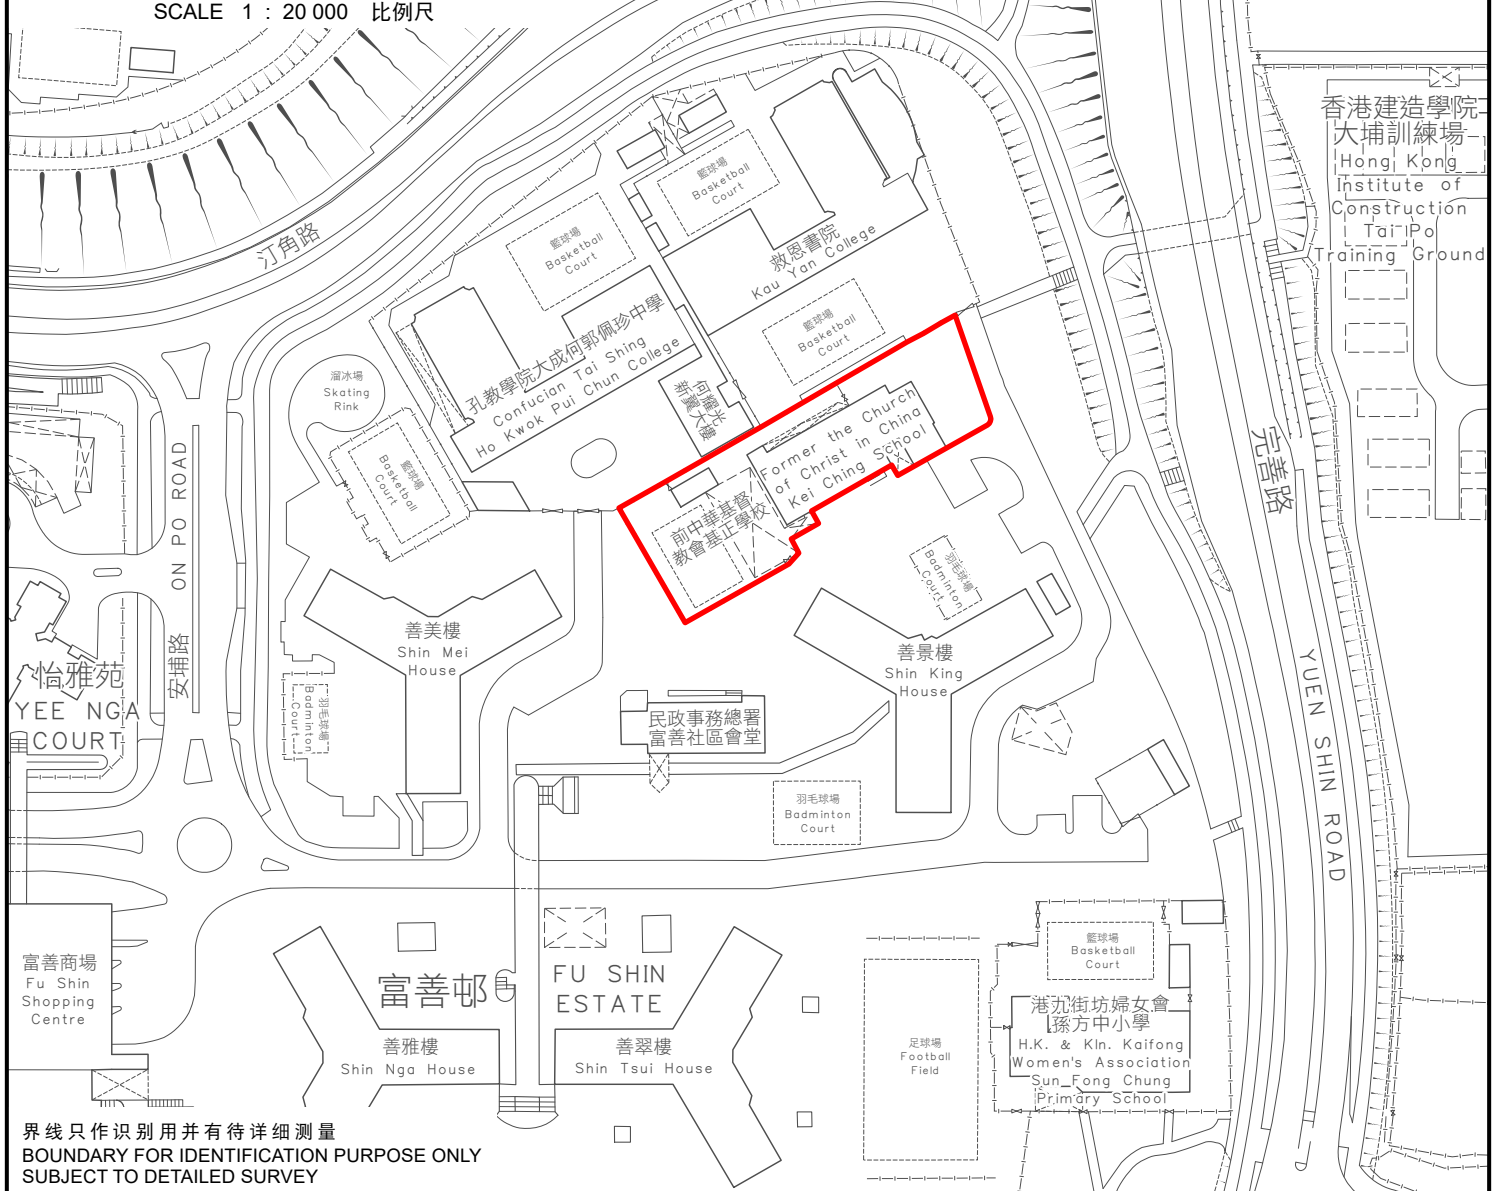 SCALE 1 : 20 000 比例尺
香港建造學院
大埔訓練場
Hong Kong
Institute of
Construction
Tai Po
Training Ground
汀角路
籃球場
Basketball
Court
籃球場
Basketball
Court
救恩書院
Kau Yan College
籃球場
Basketball
Court
孔教學院大成何郭佩珍中學
Confucian Tai Shing
Ho Kwok Pui Chun College
何耀光
新翼大樓
溜冰場
Skating
Rink
籃球場
Basketball
Court
Former the Church
of Christ in China
Kei Ching School
前中華基督
教會基正學校
完善路
YUEN SHIN ROAD
ON PO ROAD
安埔路
羽毛球場
Badminton
Court
善美樓
Shin Mei
House
善景樓
Shin King
House
怡雅苑
YEE NGA
COURT
羽毛球場
Badminton
Court
民政事務總署
富善社區會堂
羽毛球場
Badminton
Court
富善商場
Fu Shin
Shopping
Centre
富善邨
FU SHIN
ESTATE
善雅樓
Shin Nga House
善翠樓
Shin Tsui House
足球場
Football
Field
籃球場
Basketball
Court
港九街坊婦女會
孫方中小學
H.K. & Kln. Kaifong
Women's Association
Sun Fong Chung
Primary School
界线只作识别用并有待详细测量
BOUNDARY FOR IDENTIFICATION PURPOSE ONLY
SUBJECT TO DETAILED SURVEY